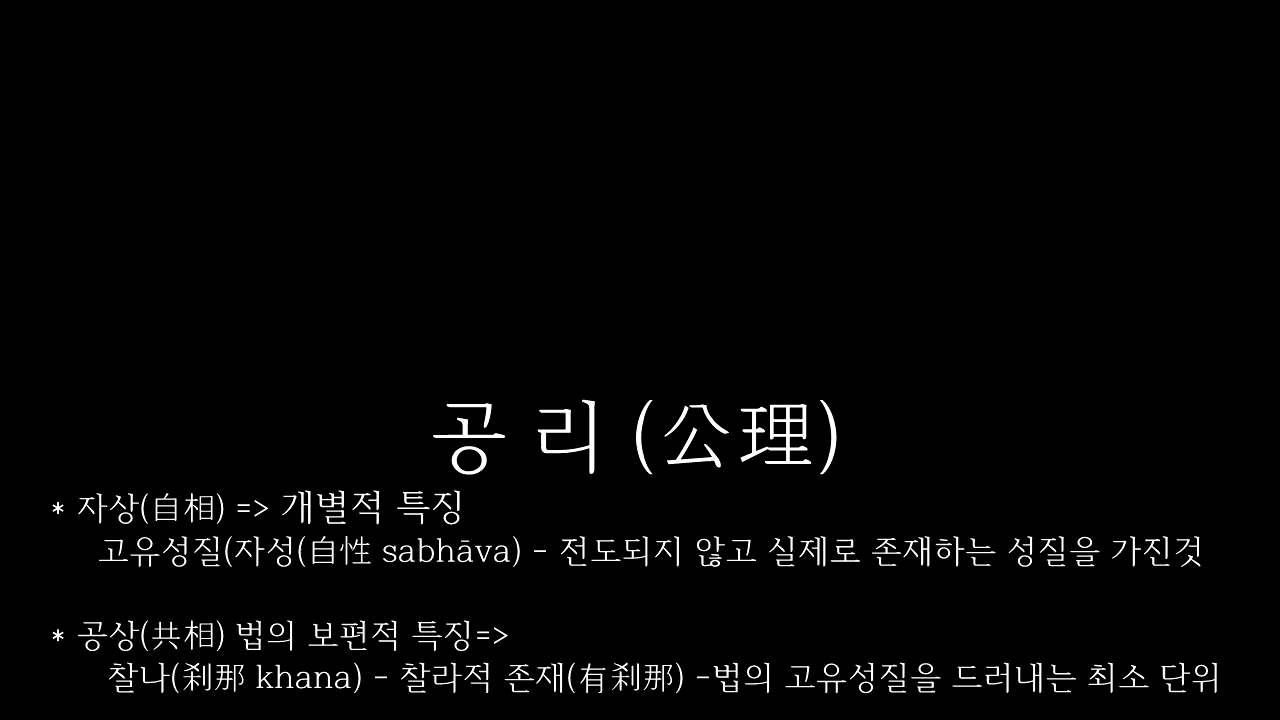 공 리 (公理)
* 자상(自相) => 개별적 특징
고유성질(자성(自性 sabhāva) - 전도되지 않고 실제로 존재하는 성질을 가진것
* 공상(共相) 법의 보편적 특징=>
찰나(刹那 khana) - 찰라적 존재(有刹那) -법의 고유성질을 드러내는 최소 단위